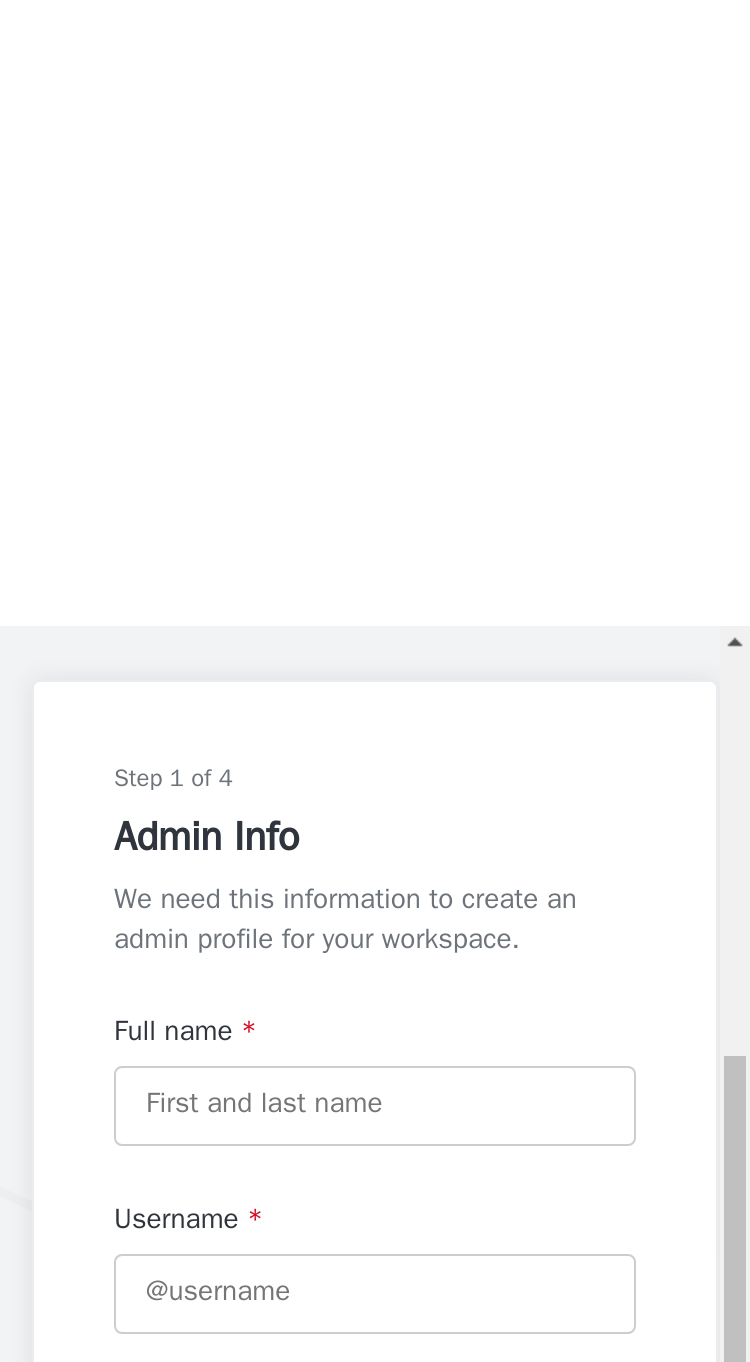 Step 1 of 4
Admin Info
We need this information to create an
admin profile for your workspace.
Full name *
First and last name
Username *
@username